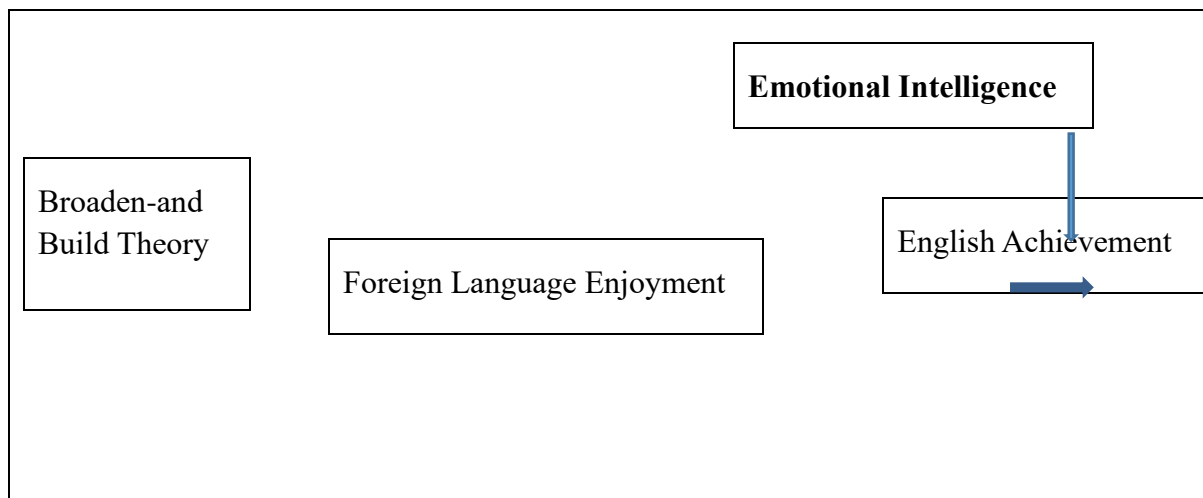 Emotional Intelligence
Broaden-and
Build Theory
Foreign Language Enjoyment
English Achievement